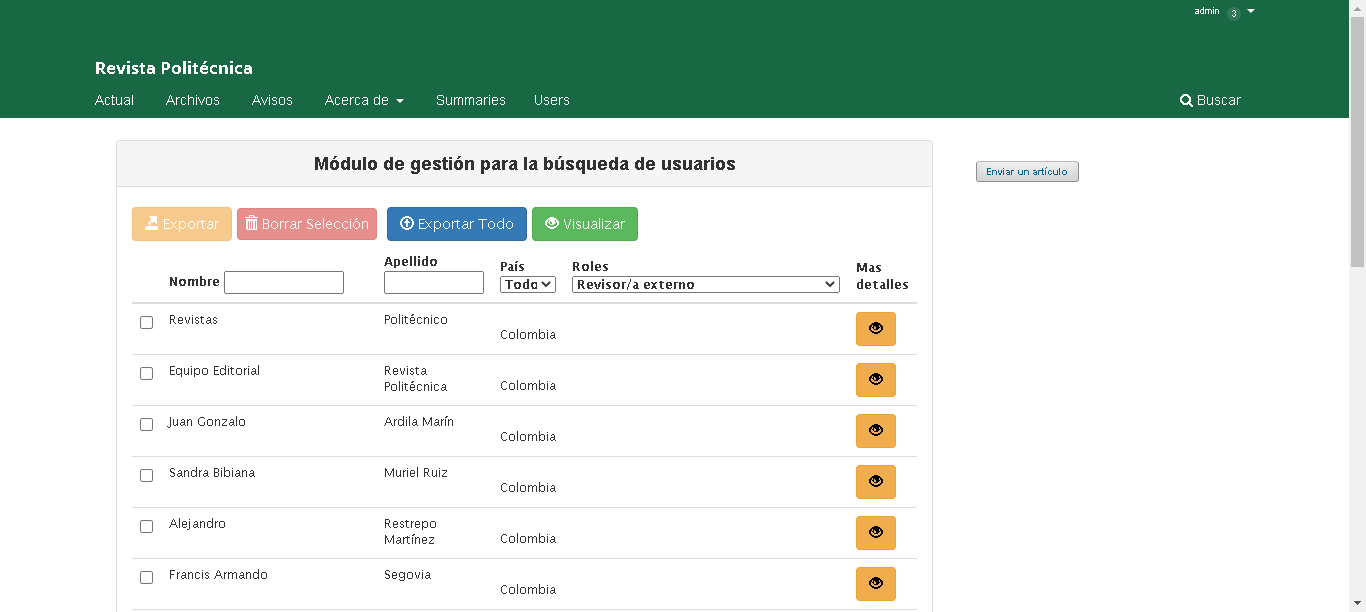 admin 3
Revista Politécnica
Actual Archivos Avisos Acerca de Summaries Users Buscar
Módulo de gestión para la búsqueda de usuarios
Enviar un artículo
Exportar Borrar Selección Exportar Todo Visualizar
Nombre Apellido País Roles Mas detalles
Todo Revisor/a externo
Revistas Politécnico Colombia
Equipo Editorial Revista Politécnica Colombia
Juan Gonzalo Ardila Marín Colombia
Sandra Bibiana Muriel Ruiz Colombia
Alejandro Restrepo Martínez Colombia
Francis Armando Segovia Colombia